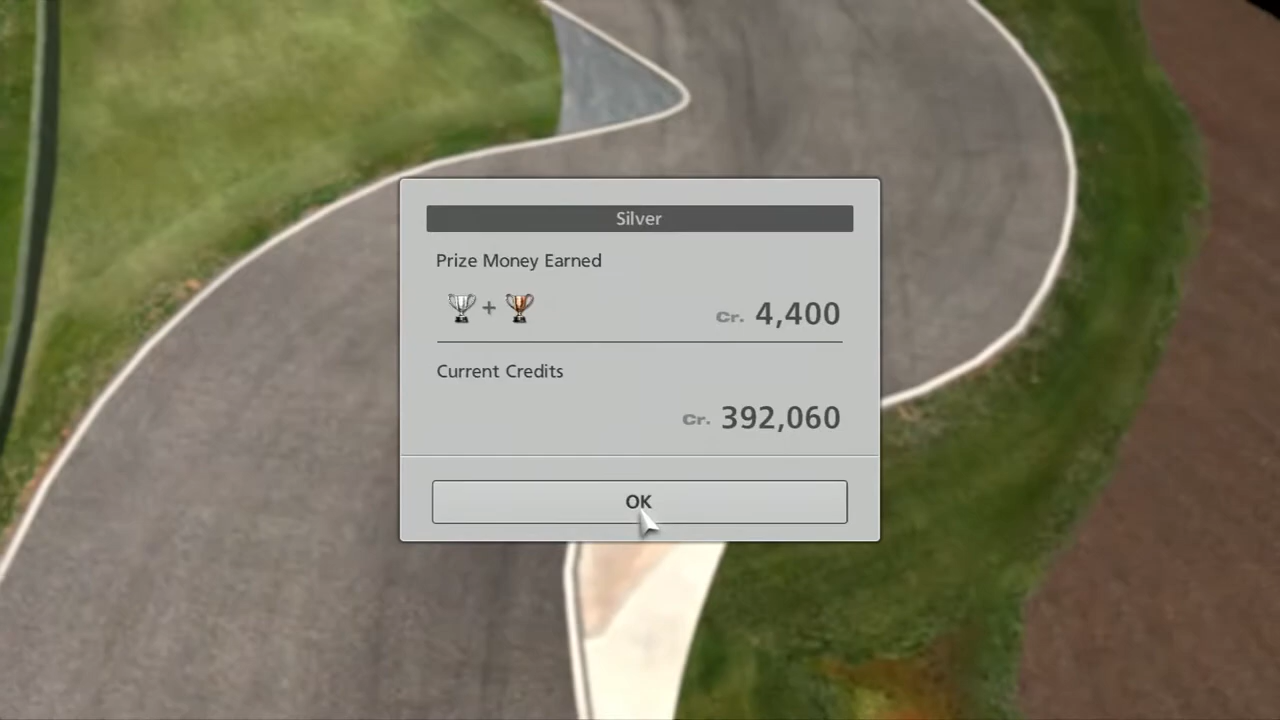 Silver
Prize Money Earned
+ Cr. 4,400
Current Credits
Cr. 392,060
OK